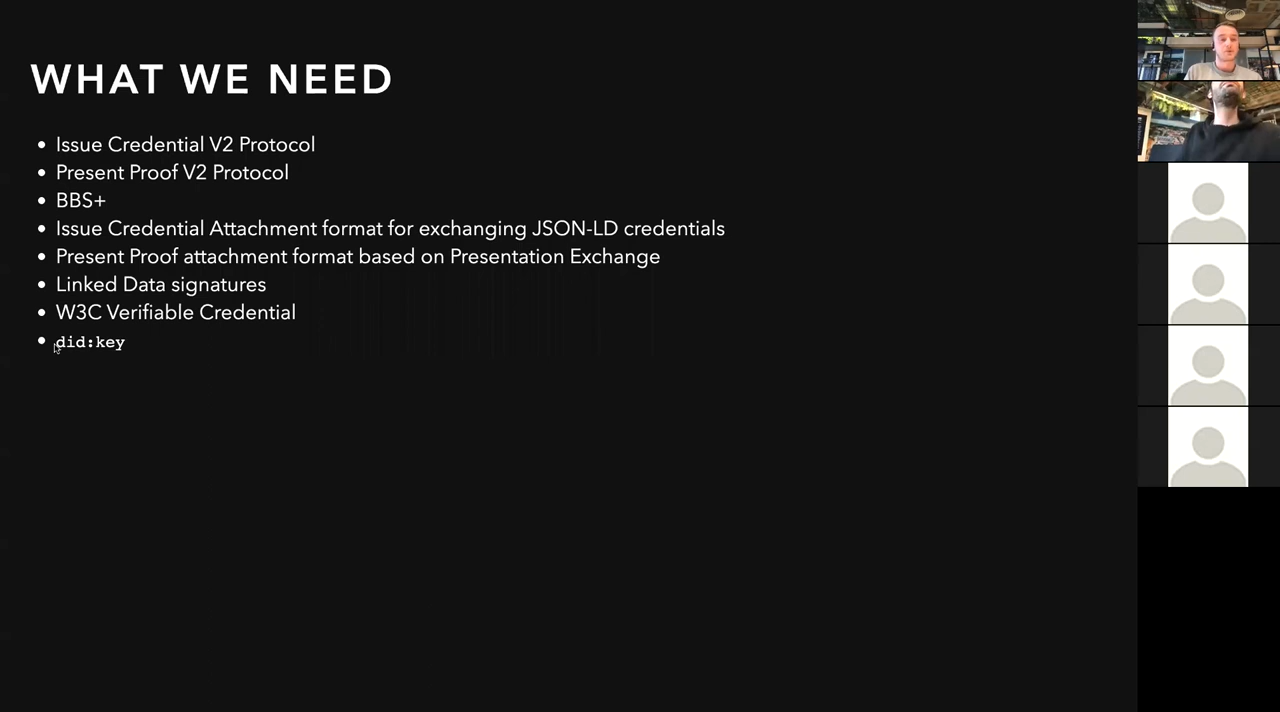 WHAT WE NEED
Issue Credential V2 Protocol
Present Proof V2 Protocol
BBS+
Issue Credential Attachment format for exchanging JSON-LD credentials
Present Proof attachment format based on Presentation Exchange
Linked Data signatures
W3C Verifiable Credential
did:key